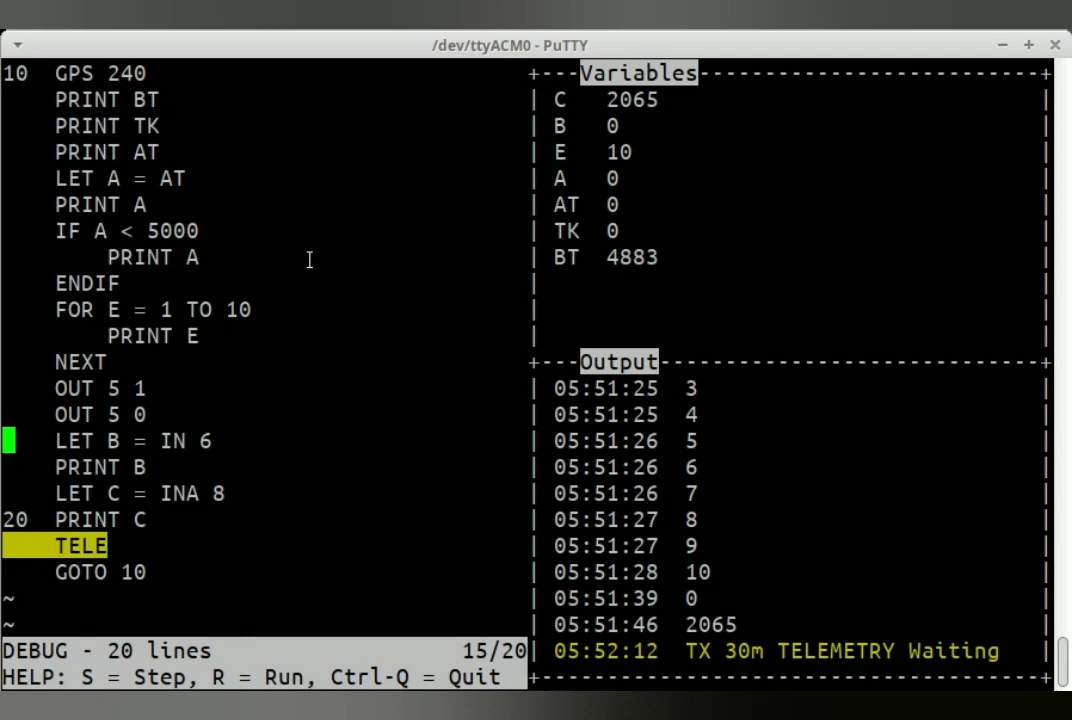 /dev/ttyACM0 - PuTTY
10 GPS 240
PRINT BT
PRINT TK
PRINT AT
LET A = AT
PRINT A
IF A < 5000
PRINT A
ENDIF
FOR E = 1 TO 10
PRINT E
NEXT
OUT 5 1
OUT 5 0
LET B = IN 6
PRINT B
LET C = INA 8
20 PRINT C
TELE
GOTO 10
~
~
DEBUG - 20 lines 15/20
HELP: S = Step, R = Run, Ctrl-Q = Quit
+---Variables--------------------------+
| C 2065 |
| B 0 |
| E 10 |
| A 0 |
| AT 0 |
| TK 0 |
| BT 4883 |
| |
| |
| |
+---Output-----------------------------+
| 05:51:25 3 |
| 05:51:25 4 |
| 05:51:26 5 |
| 05:51:26 6 |
| 05:51:26 7 |
| 05:51:27 8 |
| 05:51:27 9 |
| 05:51:28 10 |
| 05:51:39 0 |
| 05:51:46 2065 |
| 05:52:12 TX 30m TELEMETRY Waiting |
+--------------------------------------+